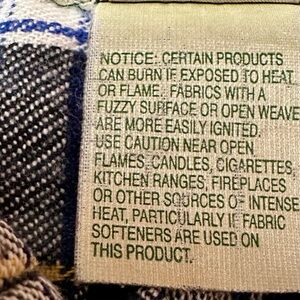 NOTICE: CERTAIN PRODUCTS
CAN BURN IF EXPOSED TO HEAT
OR FLAME. FABRICS WITH A
FUZZY SURFACE OR OPEN WEAVE
ARE MORE EASILY IGNITED.
USE CAUTION NEAR OPEN
FLAMES, CANDLES, CIGARETTES,
KITCHEN RANGES, FIREPLACES
OR OTHER SOURCES OF INTENSE
HEAT, PARTICULARLY IF FABRIC
SOFTENERS ARE USED ON
THIS PRODUCT.